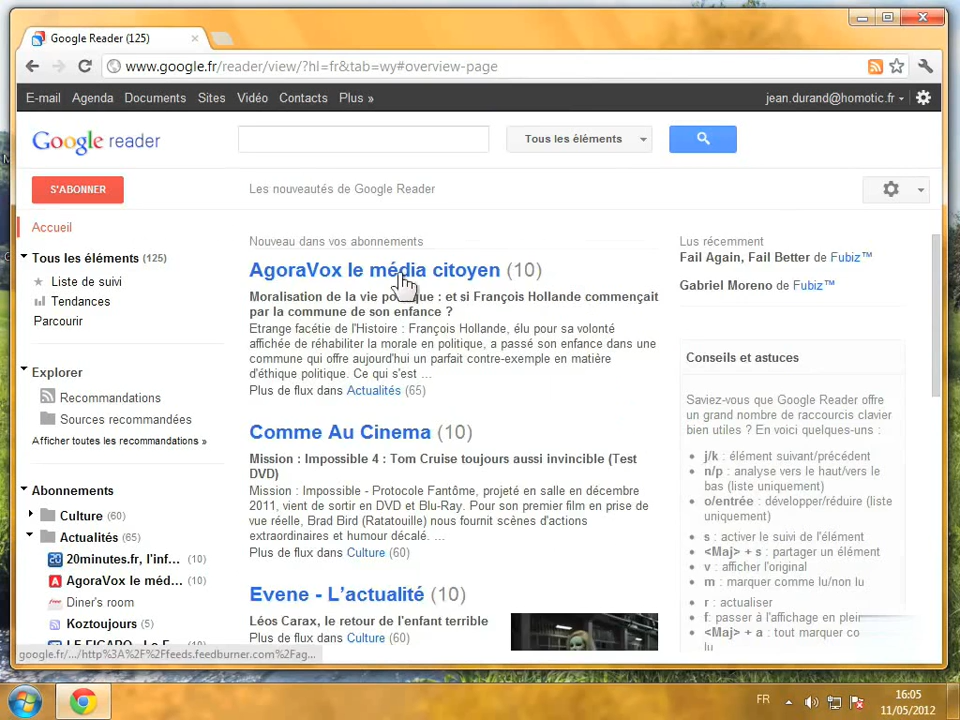 Google Reader (125)
www.google.fr/reader/view/?hl=fr&tab=wy#overview-page
E-mail Agenda Documents Sites Vidéo Contacts Plus » jean.durand@homotic.fr
Google reader
Tous les éléments
S'ABONNER
Les nouveautés de Google Reader
Accueil
Tous les éléments (125)
Liste de suivi
Tendances
Parcourir
Explorer
Recommandations
Sources recommandées
Afficher toutes les recommandations »
Abonnements
Culture (60)
Actualités (65)
20minutes.fr, l'inf... (10)
AgoraVox le méd... (10)
Diner's room
Koztoujours (5)
google.fr/.../http%3A%2F%2Ffeeds.feedburner.com%2Fag...
Nouveau dans vos abonnements
AgoraVox le média citoyen (10)
Moralisation de la vie politique : et si François Hollande commençait
par la commune de son enfance ?
Etrange facétie de l'Histoire : François Hollande, élu pour sa volonté
affichée de réhabiliter la morale en politique, a passé son enfance dans une
commune qui offre aujourd'hui un parfait contre-exemple en matière
d'éthique politique. Ce qui s'est ...
Plus de flux dans Actualités (65)
Comme Au Cinema (10)
Mission : Impossible 4 : Tom Cruise toujours aussi invincible (Test
DVD)
Mission : Impossible - Protocole Fantôme, projeté en salle en décembre
2011, vient de sortir en DVD et Blu-Ray. Pour son premier film en prise de
vue réelle, Brad Bird (Ratatouille) nous fournit scènes d'actions
extraordinaires et humour décalé. ...
Plus de flux dans Culture (60)
Evene - L'actualité (10)
Léos Carax, le retour de l'enfant terrible
Plus de flux dans Culture (60)
Lus récemment
Fail Again, Fail Better de Fubiz™
Gabriel Moreno de Fubiz™
Conseils et astuces
Saviez-vous que Google Reader offre
un grand nombre de raccourcis clavier
bien utiles ? En voici quelques-uns :
j/k : élément suivant/précédent
n/p : analyse vers le haut/vers le
bas (liste uniquement)
o/entrée : développer/réduire (liste
uniquement)
s : activer le suivi de l'élément
<Maj> + s : partager un élément
v : afficher l'original
m : marquer comme lu/non lu
r : actualiser
f: passer à l'affichage en plein
<Maj> + a : tout marquer co
lu
FR
16:05
11/05/2012